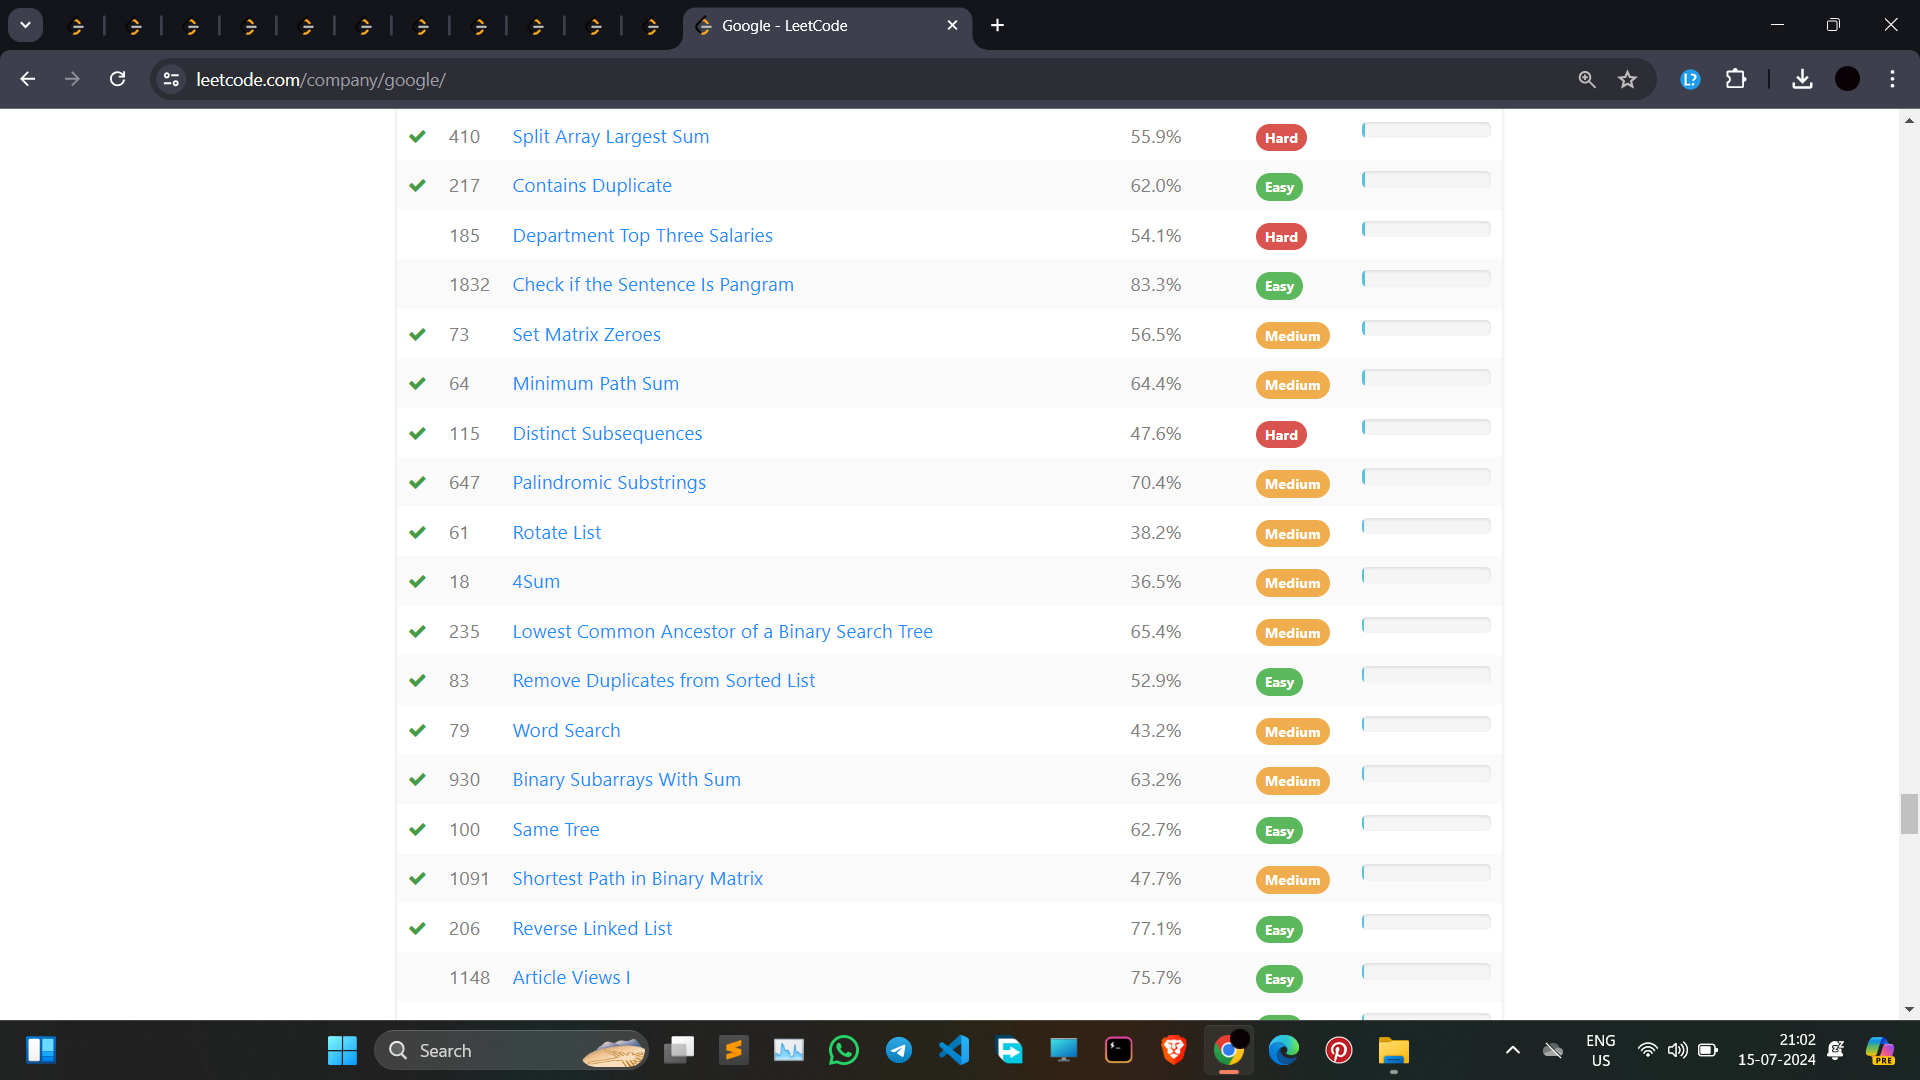 Google - LeetCode
leetcode.com/company/google/
410 Split Array Largest Sum 55.9% Hard
217 Contains Duplicate 62.0% Easy
185 Department Top Three Salaries 54.1% Hard
1832 Check if the Sentence Is Pangram 83.3% Easy
73 Set Matrix Zeroes 56.5% Medium
64 Minimum Path Sum 64.4% Medium
115 Distinct Subsequences 47.6% Hard
647 Palindromic Substrings 70.4% Medium
61 Rotate List 38.2% Medium
18 4Sum 36.5% Medium
235 Lowest Common Ancestor of a Binary Search Tree 65.4% Medium
83 Remove Duplicates from Sorted List 52.9% Easy
79 Word Search 43.2% Medium
930 Binary Subarrays With Sum 63.2% Medium
100 Same Tree 62.7% Easy
1091 Shortest Path in Binary Matrix 47.7% Medium
206 Reverse Linked List 77.1% Easy
1148 Article Views I 75.7% Easy
Search
ENG
US
21:02
15-07-2024
PRE